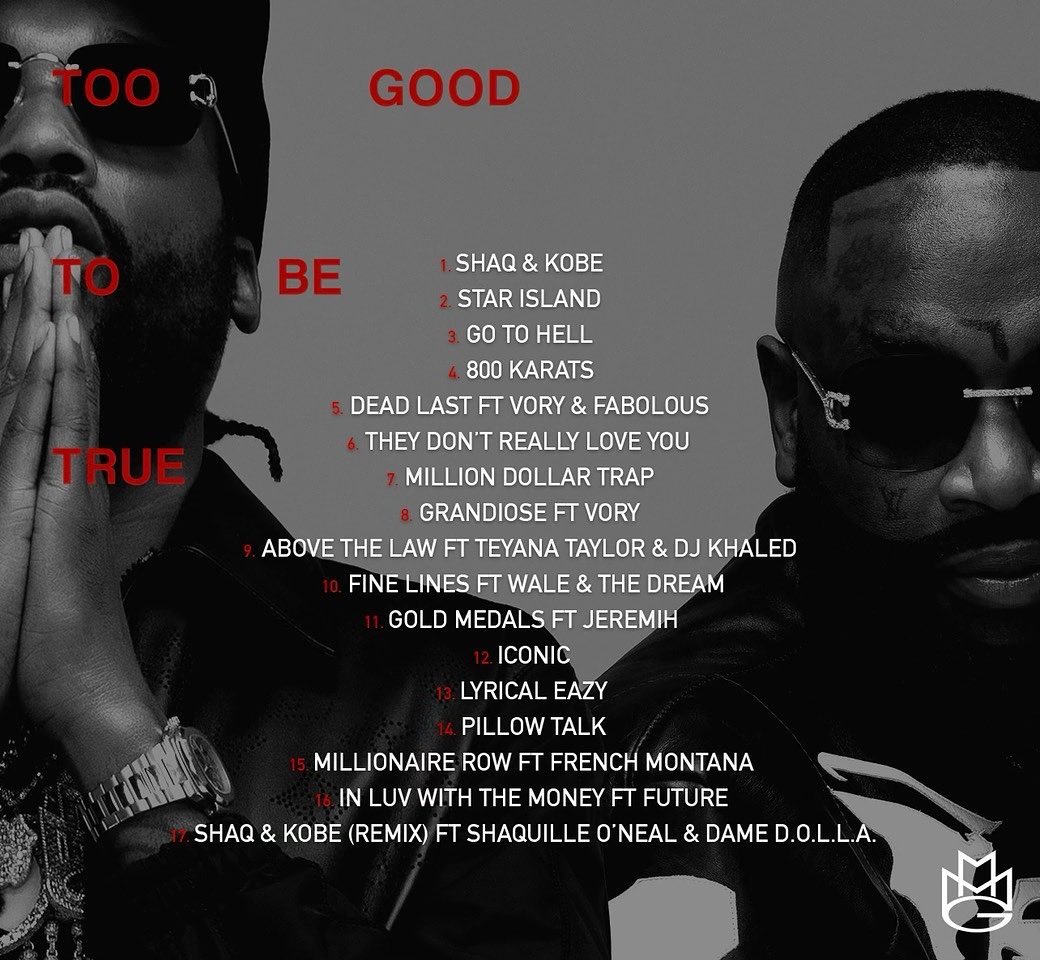 TOO GOOD
TO BE
TRUE
1. SHAQ & KOBE
2. STAR ISLAND
3. GO TO HELL
4. 800 KARATS
5. DEAD LAST FT VORY & FABOLOUS
6. THEY DON'T REALLY LOVE YOU
7. MILLION DOLLAR TRAP
8. GRANDIOSE FT VORY
9. ABOVE THE LAW FT TEYANA TAYLOR & DJ KHALED
10. FINE LINES FT WALE & THE DREAM
11. GOLD MEDALS FT JEREMIH
12. ICONIC
13. LYRICAL EAZY
14. PILLOW TALK
15. MILLIONAIRE ROW FT FRENCH MONTANA
16. IN LUV WITH THE MONEY FT FUTURE
17. SHAQ & KOBE (REMIX) FT SHAQUILLE O'NEAL & DAME D.O.L.L.A.
MMG